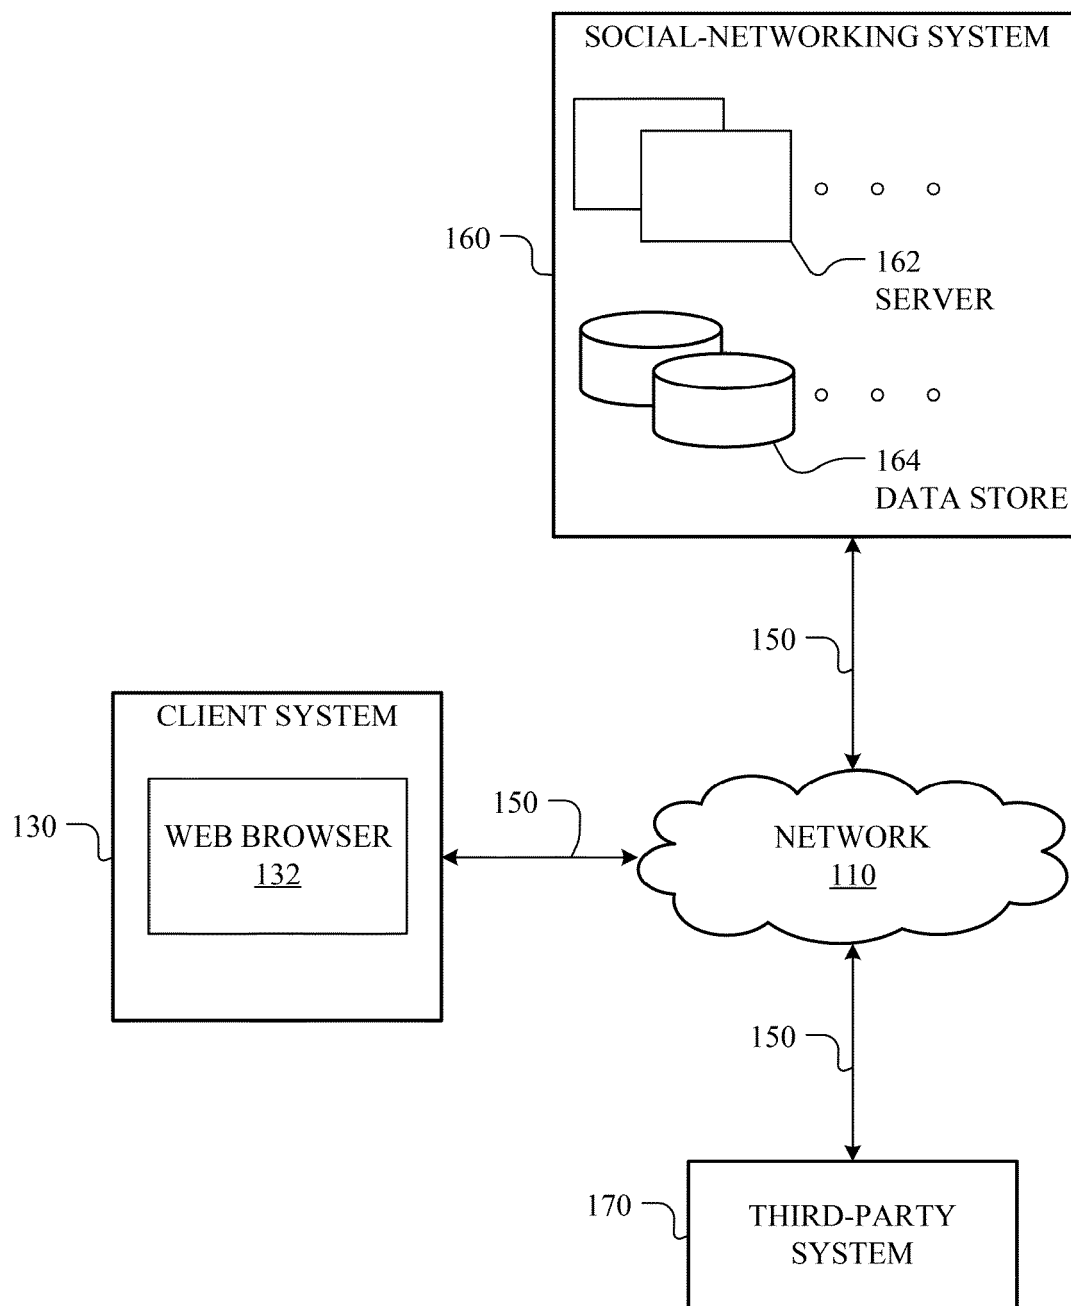 SOCIAL-NETWORKING SYSTEM
160
162
SERVER
164
DATA STORE
150
CLIENT SYSTEM
130
WEB BROWSER
132
150
NETWORK
110
150
170
THIRD-PARTY
SYSTEM